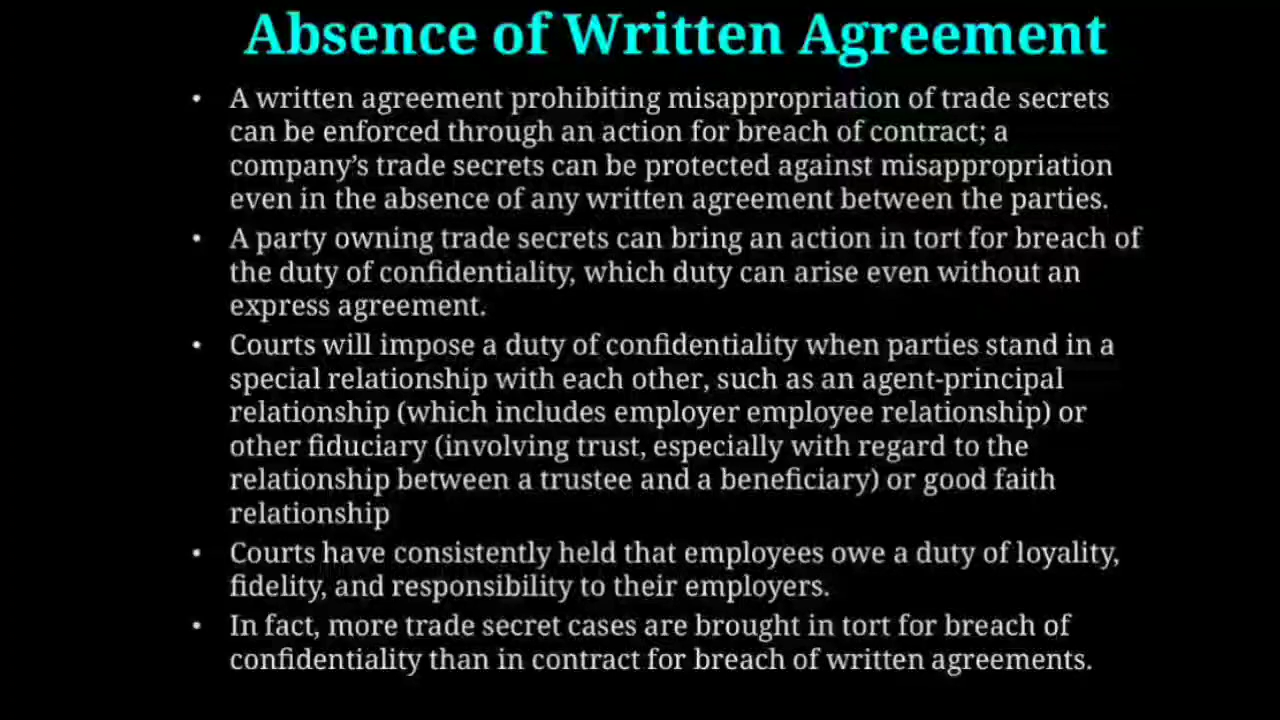 Absence of Written Agreement
• A written agreement prohibiting misappropriation of trade secrets
can be enforced through an action for breach of contract; a
company’s trade secrets can be protected against misappropriation
even in the absence of any written agreement between the parties.
• A party owning trade secrets can bring an action in tort for breach of
the duty of confidentiality, which duty can arise even without an
express agreement.
• Courts will impose a duty of confidentiality when parties stand in a
special relationship with each other, such as an agent-principal
relationship (which includes employer employee relationship) or
other fiduciary (involving trust, especially with regard to the
relationship between a trustee and a beneficiary) or good faith
relationship
• Courts have consistently held that employees owe a duty of loyality,
fidelity, and responsibility to their employers.
• In fact, more trade secret cases are brought in tort for breach of
confidentiality than in contract for breach of written agreements.